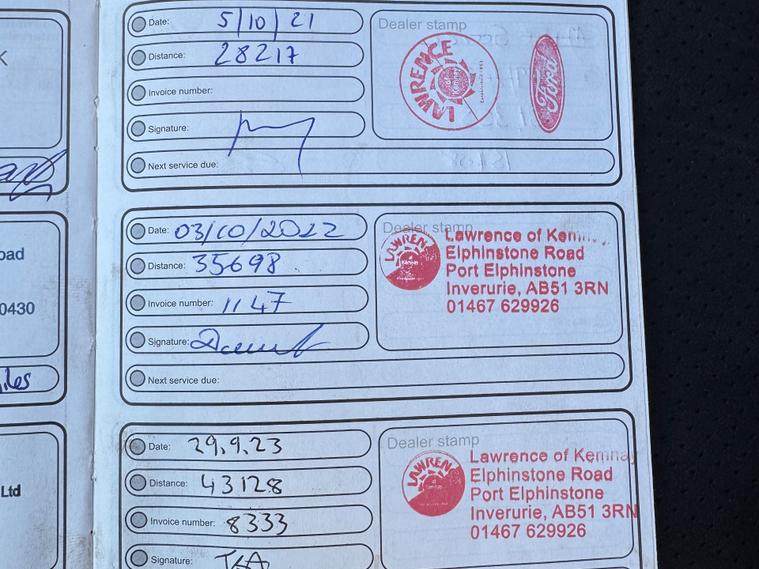 K
Date: 5/10/21
Distance: 28217
Invoice number:
Signature:
Next service due:
Dealer stamp
LAWRENCE
Ford
oad
0430
iles
Date: 03/10/2022
Distance: 35698
Invoice number: 1147
Signature:
Next service due:
Dealer stamp
LAWREN
Lawrence of Kemnay
Elphinstone Road
Port Elphinstone
Inverurie, AB51 3RN
01467 629926
Ltd
Date: 29.9.23
Distance: 43128
Invoice number: 8333
Signature:
Dealer stamp
LAWREN
Lawrence of Kemnay
Elphinstone Road
Port Elphinstone
Inverurie, AB51 3RN
01467 629926